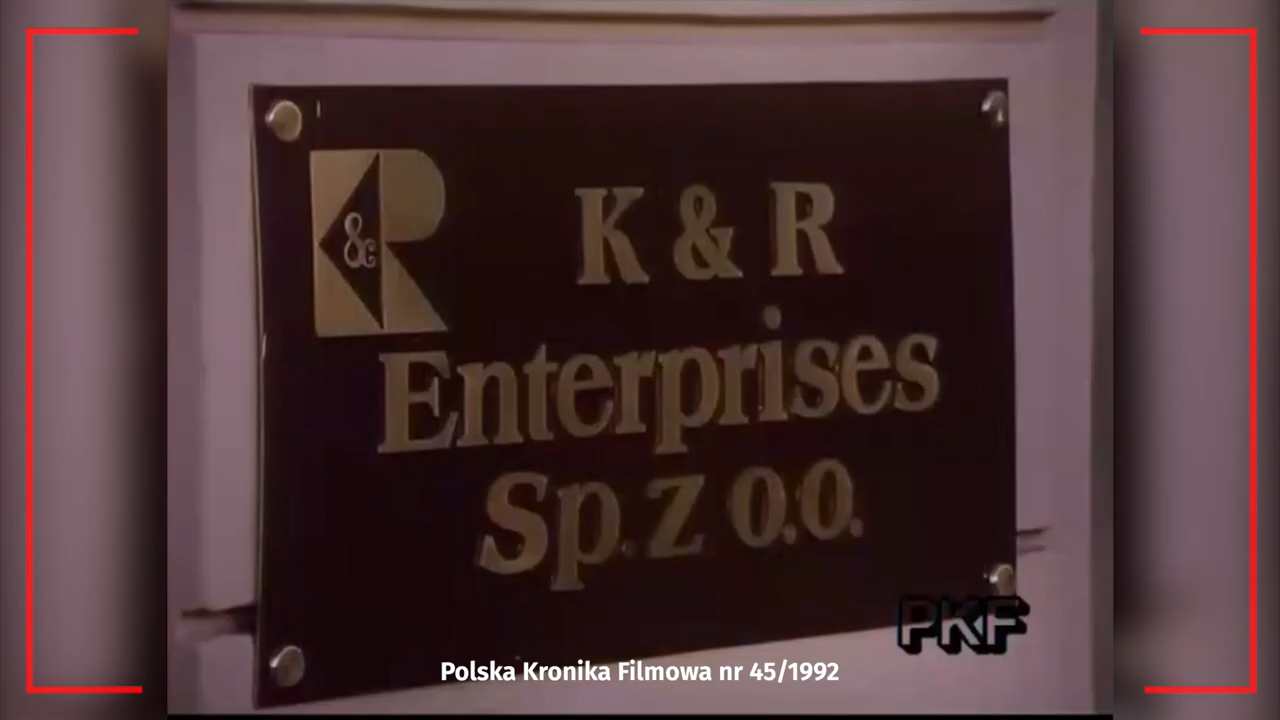 K & R
K & R
Enterprises
Sp. z o.o.
PKF
Polska Kronika Filmowa nr 45/1992